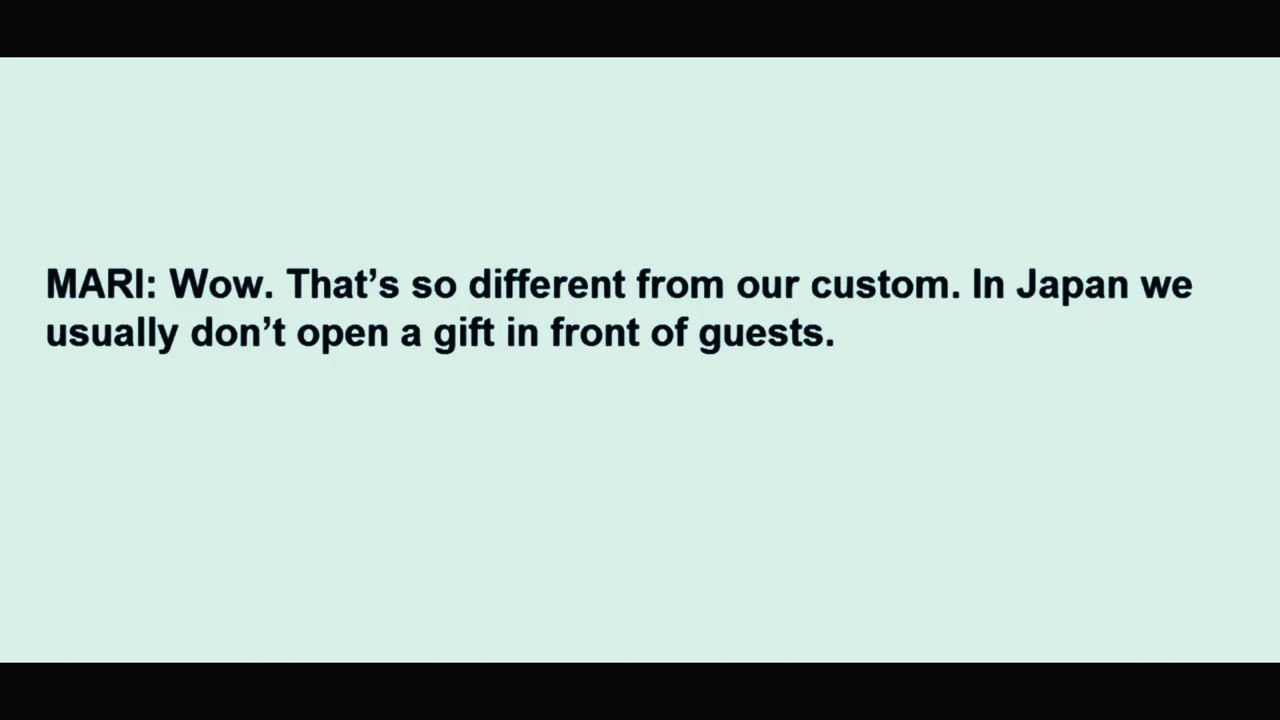 MARI: Wow. That’s so different from our custom. In Japan we
usually don’t open a gift in front of guests.